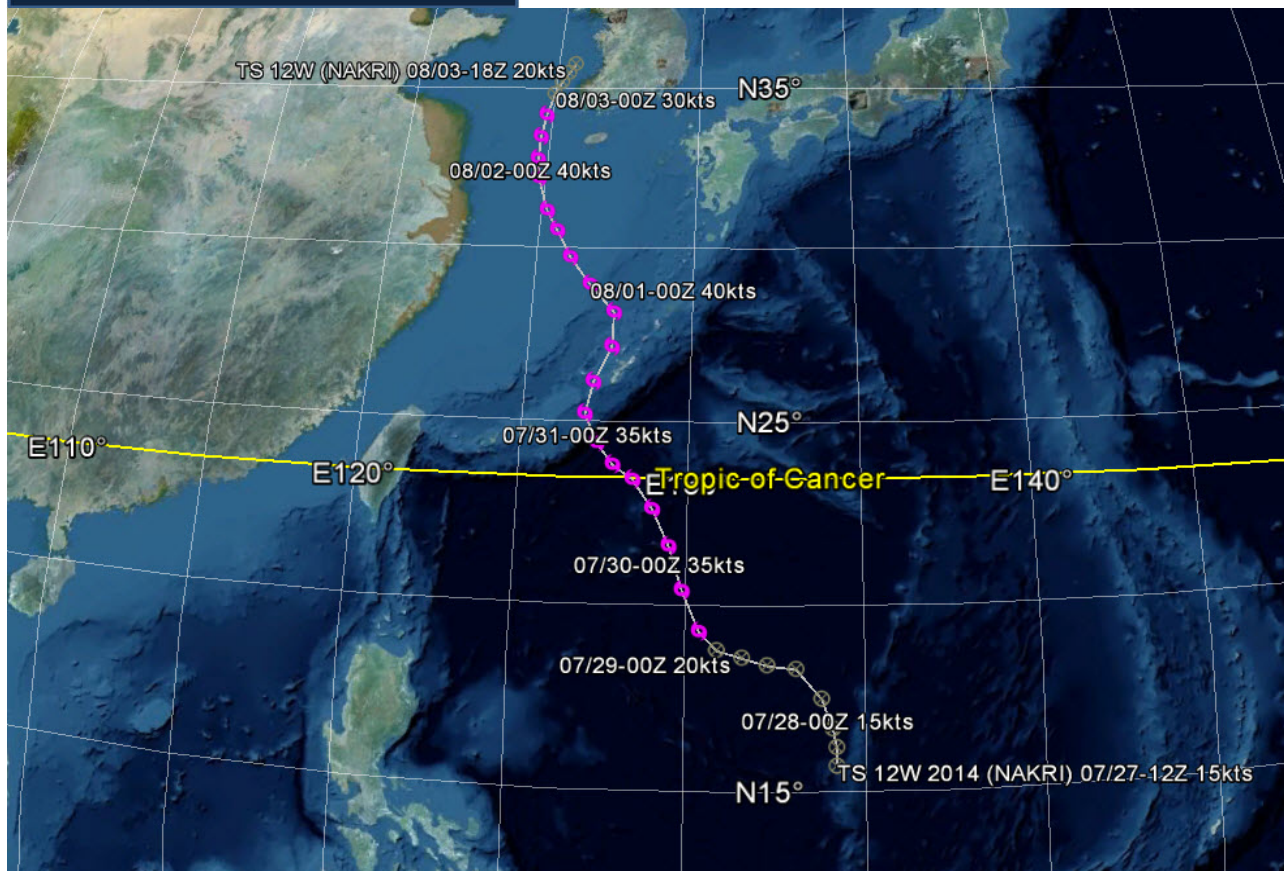 TS 12W (NAKRI) 08/03-18Z 20kts
N35°
08/03-00Z 30kts
08/02-00Z 40kts
08/01-00Z 40kts
N25°
07/31-00Z 35kts
E110°
E120°
Tropic of Cancer
E140°
07/30-00Z 35kts
07/29-00Z 20kts
07/28-00Z 15kts
TS 12W 2014 (NAKRI) 07/27-12Z 15kts
N15°